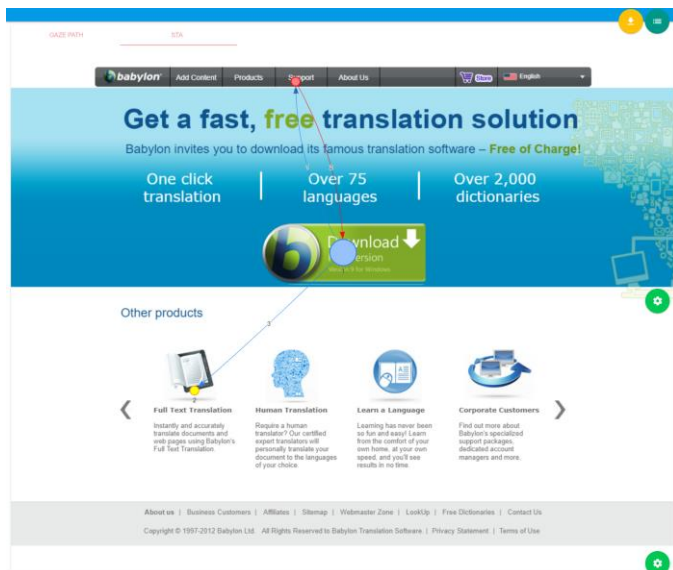 GAZE PATH STA
babylon Add Content Products Support About Us Store English
Get a fast, free translation solution
Babylon invites you to download its famous translation software – Free of Charge!
One click translation
Over 75 languages
Over 2,000 dictionaries
Download
Version 9 for Windows
Other products
3
2
Full Text Translation
Instantly and accurately
translate documents and
web pages using Babylon's
Full Text Translation
Human Translation
Require a human
translator? Our certified
expert translators will
personally translate your
document to the languages
of your choice.
Learn a Language
Learning has never been
so fun and easy! Learn
from the comfort of your
own home, at your own
speed, and you'll see
results in no time.
Corporate Customers
Find out more about
Babylon's specialized
support packages,
dedicated account
managers and more.
About us | Business Customers | Affiliates | Sitemap | Webmaster Zone | LookUp | Free Dictionaries | Contact Us
Copyright © 1997-2012 Babylon Ltd. All Rights Reserved to Babylon Translation Software. | Privacy Statement | Terms of Use